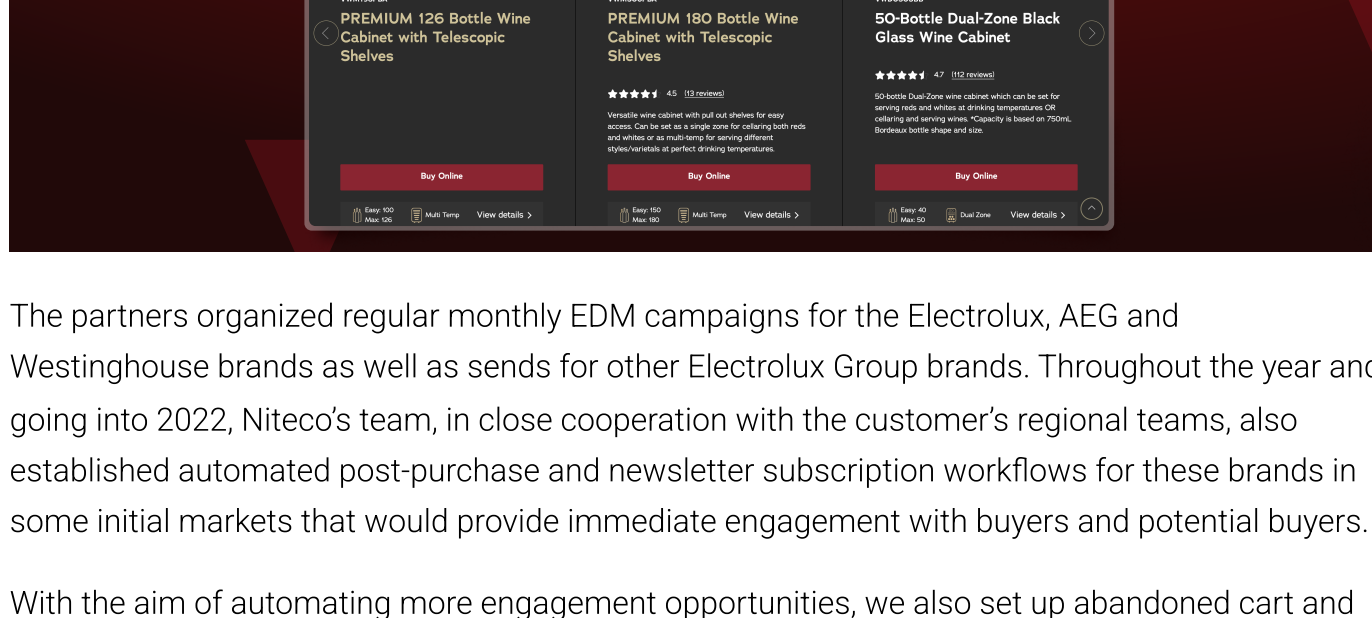 PREMIUM 126 Bottle Wine
Cabinet with Telescopic
Shelves
Buy Online
Easy: 100
Max: 126
Multi Temp
View details
PREMIUM 180 Bottle Wine
Cabinet with Telescopic
Shelves
4.5 (13 reviews)
Versatile wine cabinet with pull out shelves for easy
access. Can be set as a single zone for cellaring both reds
and whites or as multi-temp for serving different
styles/varietals at perfect drinking temperatures.
Buy Online
Easy: 150
Max: 180
Multi Temp
View details
50-Bottle Dual-Zone Black
Glass Wine Cabinet
4.7 (112 reviews)
50-bottle Dual-Zone wine cabinet which can be set for
serving reds and whites at drinking temperatures OR
cellaring and serving wines. *Capacity is based on 750mL
Bordeaux bottle shape and size.
Buy Online
Easy: 40
Max: 50
Dual Zone
View details
The partners organized regular monthly EDM campaigns for the Electrolux, AEG and
Westinghouse brands as well as sends for other Electrolux Group brands. Throughout the year and
going into 2022, Niteco’s team, in close cooperation with the customer’s regional teams, also
established automated post-purchase and newsletter subscription workflows for these brands in
some initial markets that would provide immediate engagement with buyers and potential buyers.
With the aim of automating more engagement opportunities, we also set up abandoned cart and